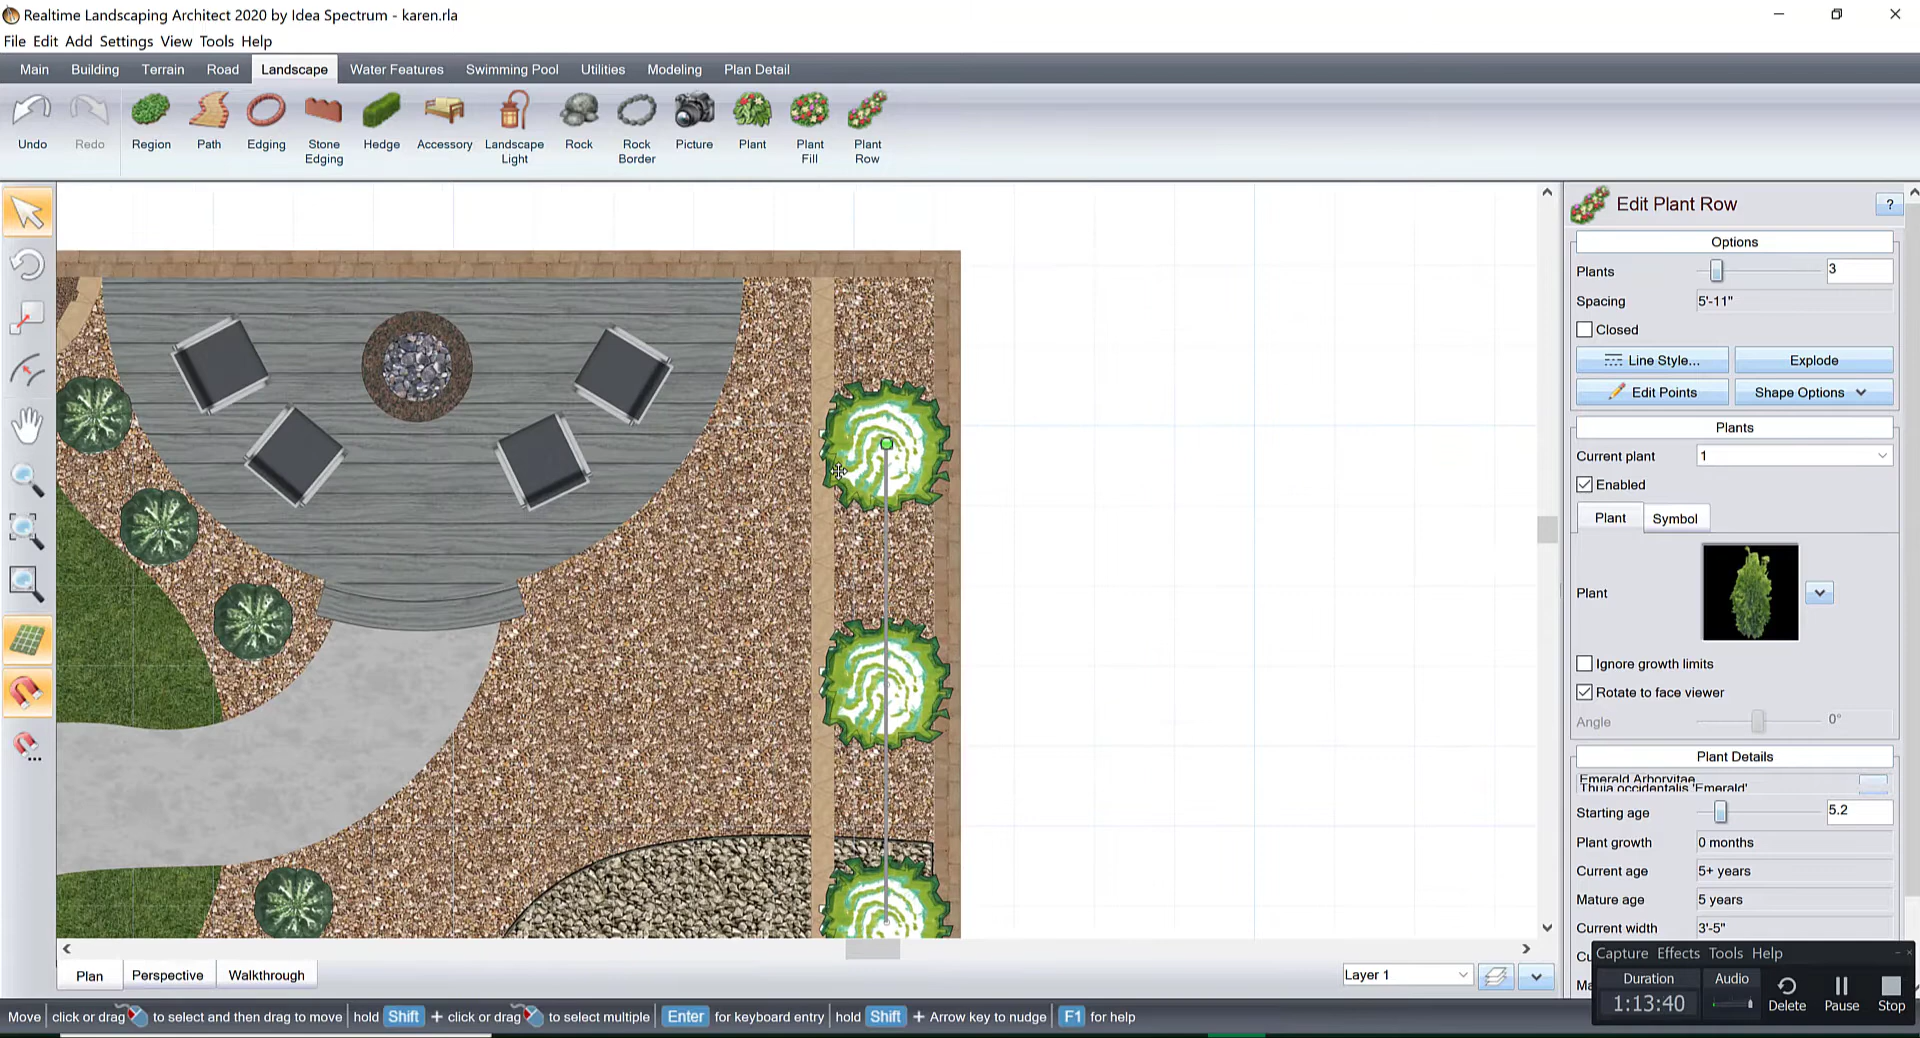 Realtime Landscaping Architect 2020 by Idea Spectrum - karen.rla
File Edit Add Settings View Tools Help
Main Building Terrain Road Landscape Water Features Swimming Pool Utilities Modeling Plan Detail
Undo Redo Region Path Edging Stone Edging Hedge Accessory Landscape Light Rock Rock Border Picture Plant Plant Fill Plant Row
Edit Plant Row ?
Options
Plants 3
Spacing 5'-11"
Closed
Line Style... Explode
Edit Points Shape Options
Plants
Current plant 1
Enabled
Plant Symbol
Plant
Ignore growth limits
Rotate to face viewer
Angle 0°
Plant Details
Emerald Arborvitae
Thuja occidentalis 'Emerald'
Starting age 5.2
Plant growth 0 months
Current age 5+ years
Mature age 5 years
Current width 3'-5"
Cu
Ma
Capture Effects Tools Help
Duration Audio
1:13:40 Delete Pause Stop
Plan Perspective Walkthrough
Layer 1
Move click or drag to select and then drag to move hold Shift + click or drag to select multiple Enter for keyboard entry hold Shift + Arrow key to nudge F1 for help